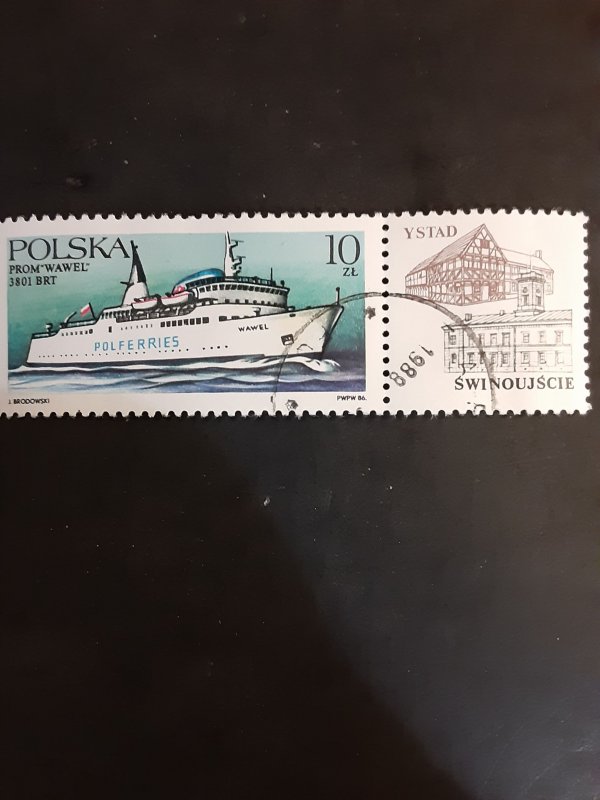 POLSKA
PROM "WAWEL"
3801 BRT
10
ZŁ
WAWEL
POLFERRIES
J. BRODOWSKI
PWPW 86.
YSTAD
1988
ŚWINOUJŚCIE